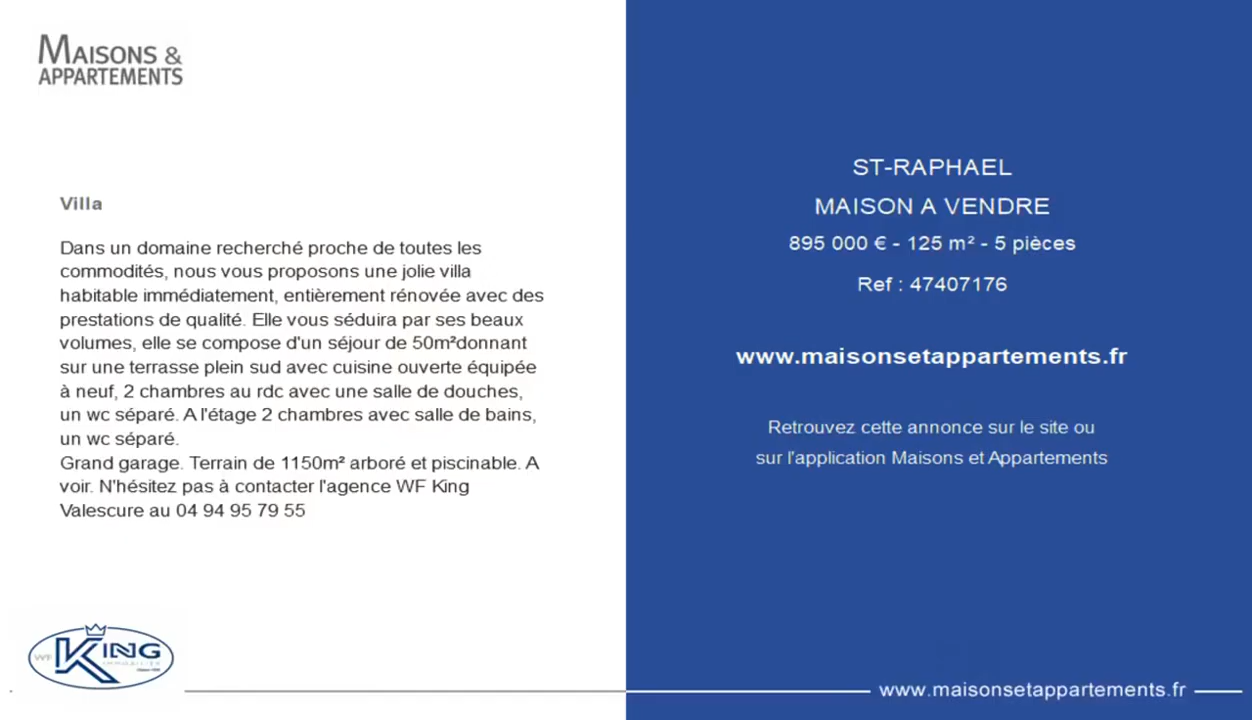 MAISONS &
APPARTEMENTS
Villa
Dans un domaine recherché proche de toutes les
commodités, nous vous proposons une jolie villa
habitable immédiatement, entièrement rénovée avec des
prestations de qualité. Elle vous séduira par ses beaux
volumes, elle se compose d'un séjour de 50m²donnant
sur une terrasse plein sud avec cuisine ouverte équipée
à neuf, 2 chambres au rdc avec une salle de douches,
un wc séparé. A l'étage 2 chambres avec salle de bains,
un wc séparé.
Grand garage. Terrain de 1150m² arboré et piscinable. A
voir. N'hésitez pas à contacter l'agence WF King
Valescure au 04 94 95 79 55
WF KING
IMMOBILIER
ST-RAPHAEL
MAISON A VENDRE
895 000 € - 125 m² - 5 pièces
Ref : 47407176
www.maisonsetappartements.fr
Retrouvez cette annonce sur le site ou
sur l'application Maisons et Appartements
www.maisonsetappartements.fr